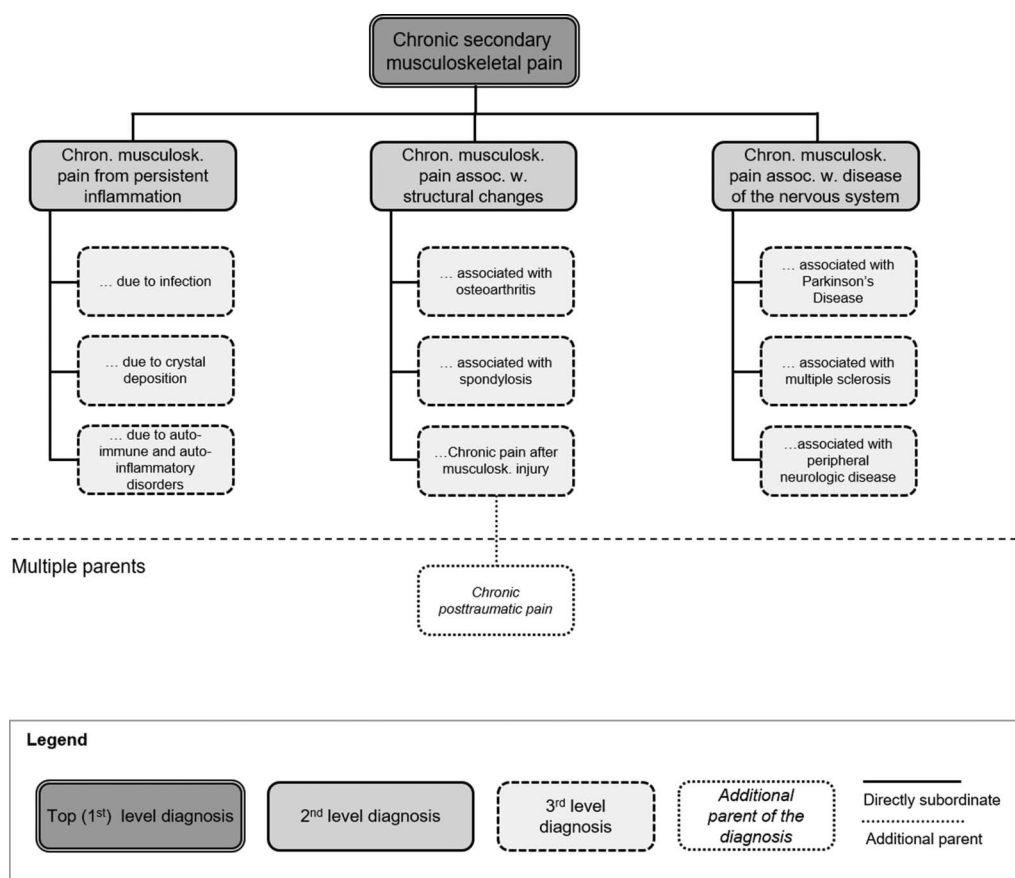 Chronic secondary
musculoskeletal pain
Chron. musculosk.
pain from persistent
inflammation
Chron. musculosk.
pain assoc. w.
structural changes
Chron. musculosk.
pain assoc. w. disease
of the nervous system
… due to infection
… associated with
osteoarthritis
… associated with
Parkinson's
Disease
… due to crystal
deposition
… associated with
spondylosis
… associated with
multiple sclerosis
… due to auto-
immune and auto-
inflammatory
disorders
…Chronic pain after
musculosk. injury
…associated with
peripheral
neurologic disease
Multiple parents
Chronic
posttraumatic pain
Legend
Top (1st) level diagnosis
2nd level diagnosis
3rd level
diagnosis
Additional
parent of the
diagnosis
Directly subordinate
Additional parent